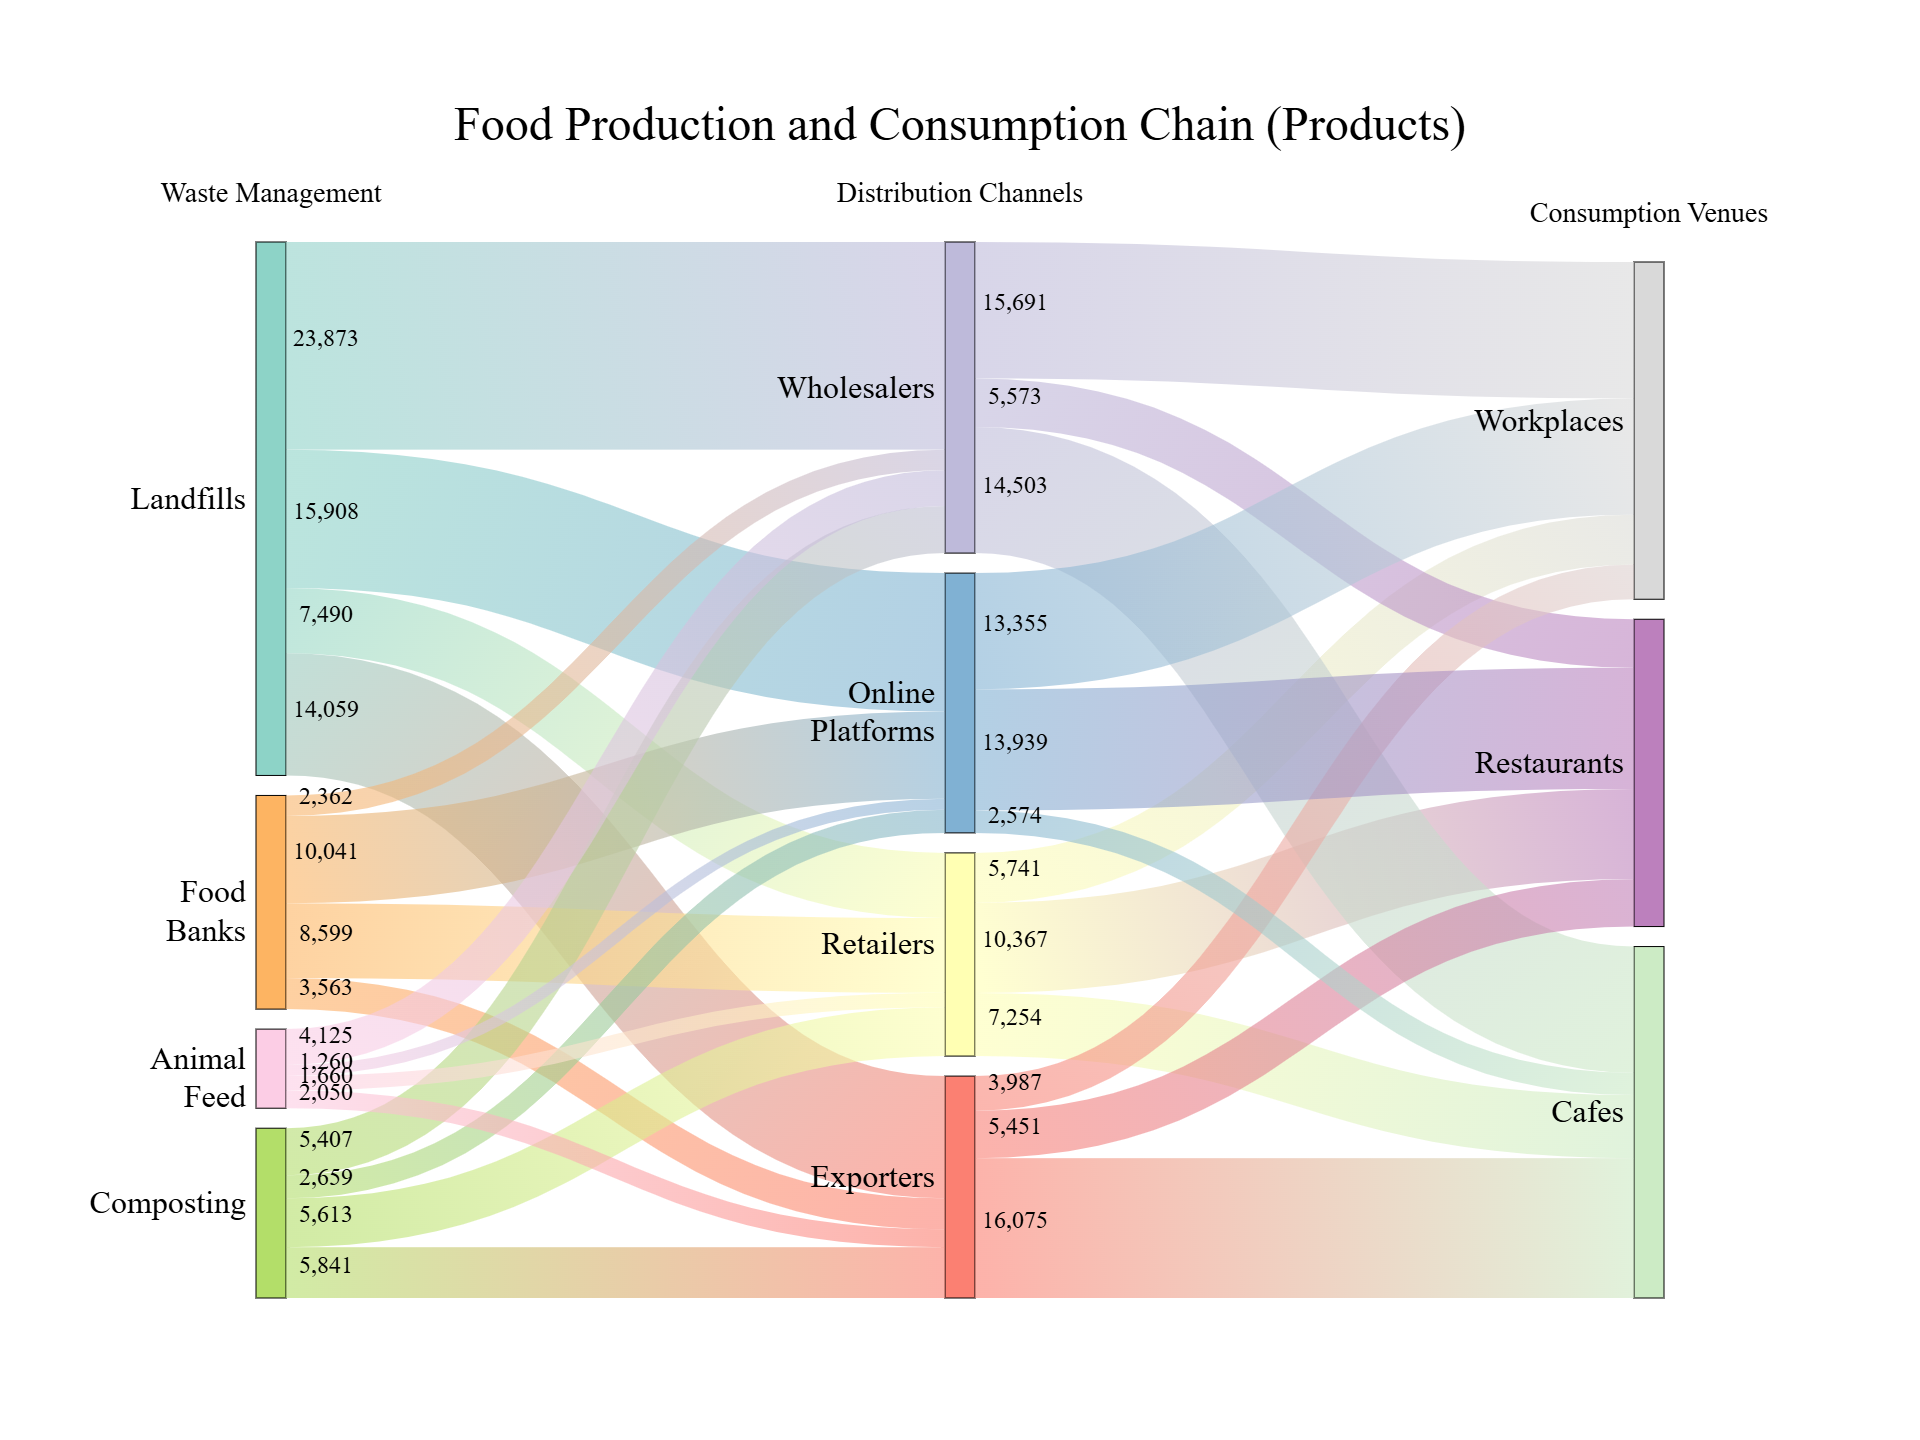 Food Production and Consumption Chain (Products)
Waste Management
Distribution Channels
Consumption Venues
Landfills
23,873
15,908
7,490
14,059
Food
Banks
2,362
10,041
8,599
3,563
Animal
Feed
4,125
1,260
1,660
2,050
Composting
5,407
2,659
5,613
5,841
Wholesalers
15,691
5,573
14,503
Online
Platforms
13,355
13,939
2,574
Retailers
5,741
10,367
7,254
Exporters
3,987
5,451
16,075
Workplaces
Restaurants
Cafes